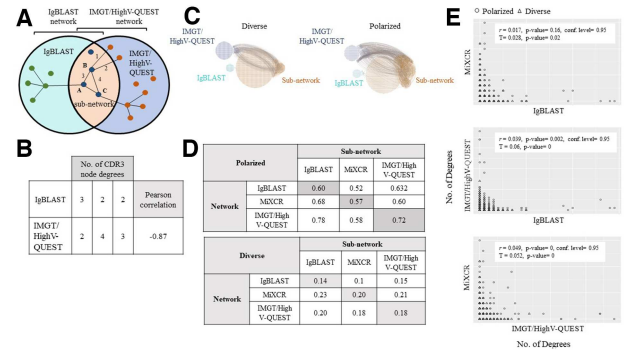 A
IgBLAST
network
IMGT/HighV-QUEST
network
IgBLAST
IMGT/
HighV-
QUEST
B
A
C
sub-network
3
2
4
B
No. of CDR3
node degrees
IgBLAST 3 2 2 Pearson
correlation
IMGT/
HighV-
QUEST
2 4 3 -0.87
C
Diverse
IMGT/
HighV-QUEST
IgBLAST
Sub-network
Polarized
IMGT/
HighV-QUEST
IgBLAST
Sub-network
D
Polarized
Sub-network
IgBLAST MiXCR IMGT/High
V-QUEST
Network
IgBLAST 0.60 0.52 0.632
MiXCR 0.68 0.57 0.60
IMGT/High
V-QUEST
0.78 0.58 0.72
Diverse
Sub-network
IgBLAST MiXCR IMGT/High
V-QUEST
Network
IgBLAST 0.14 0.1 0.15
MiXCR 0.23 0.20 0.21
IMGT/High
V-QUEST
0.20 0.18 0.18
E
Polarized Diverse
r = 0.017, p-value= 0.16, conf. level= 0.95
T= 0.028, p-value= 0.02
MiXCR
IgBLAST
r = 0.039, p-value= 0.002, conf. level= 0.95
T = 0.06, p-value= 0
No. of Degrees
IMGT/HighV-QUEST
IgBLAST
r = 0.049, p-value= 0, conf. level= 0.95
T = 0.052, p-value= 0
MiXCR
IMGT/HighV-QUEST
No. of Degrees